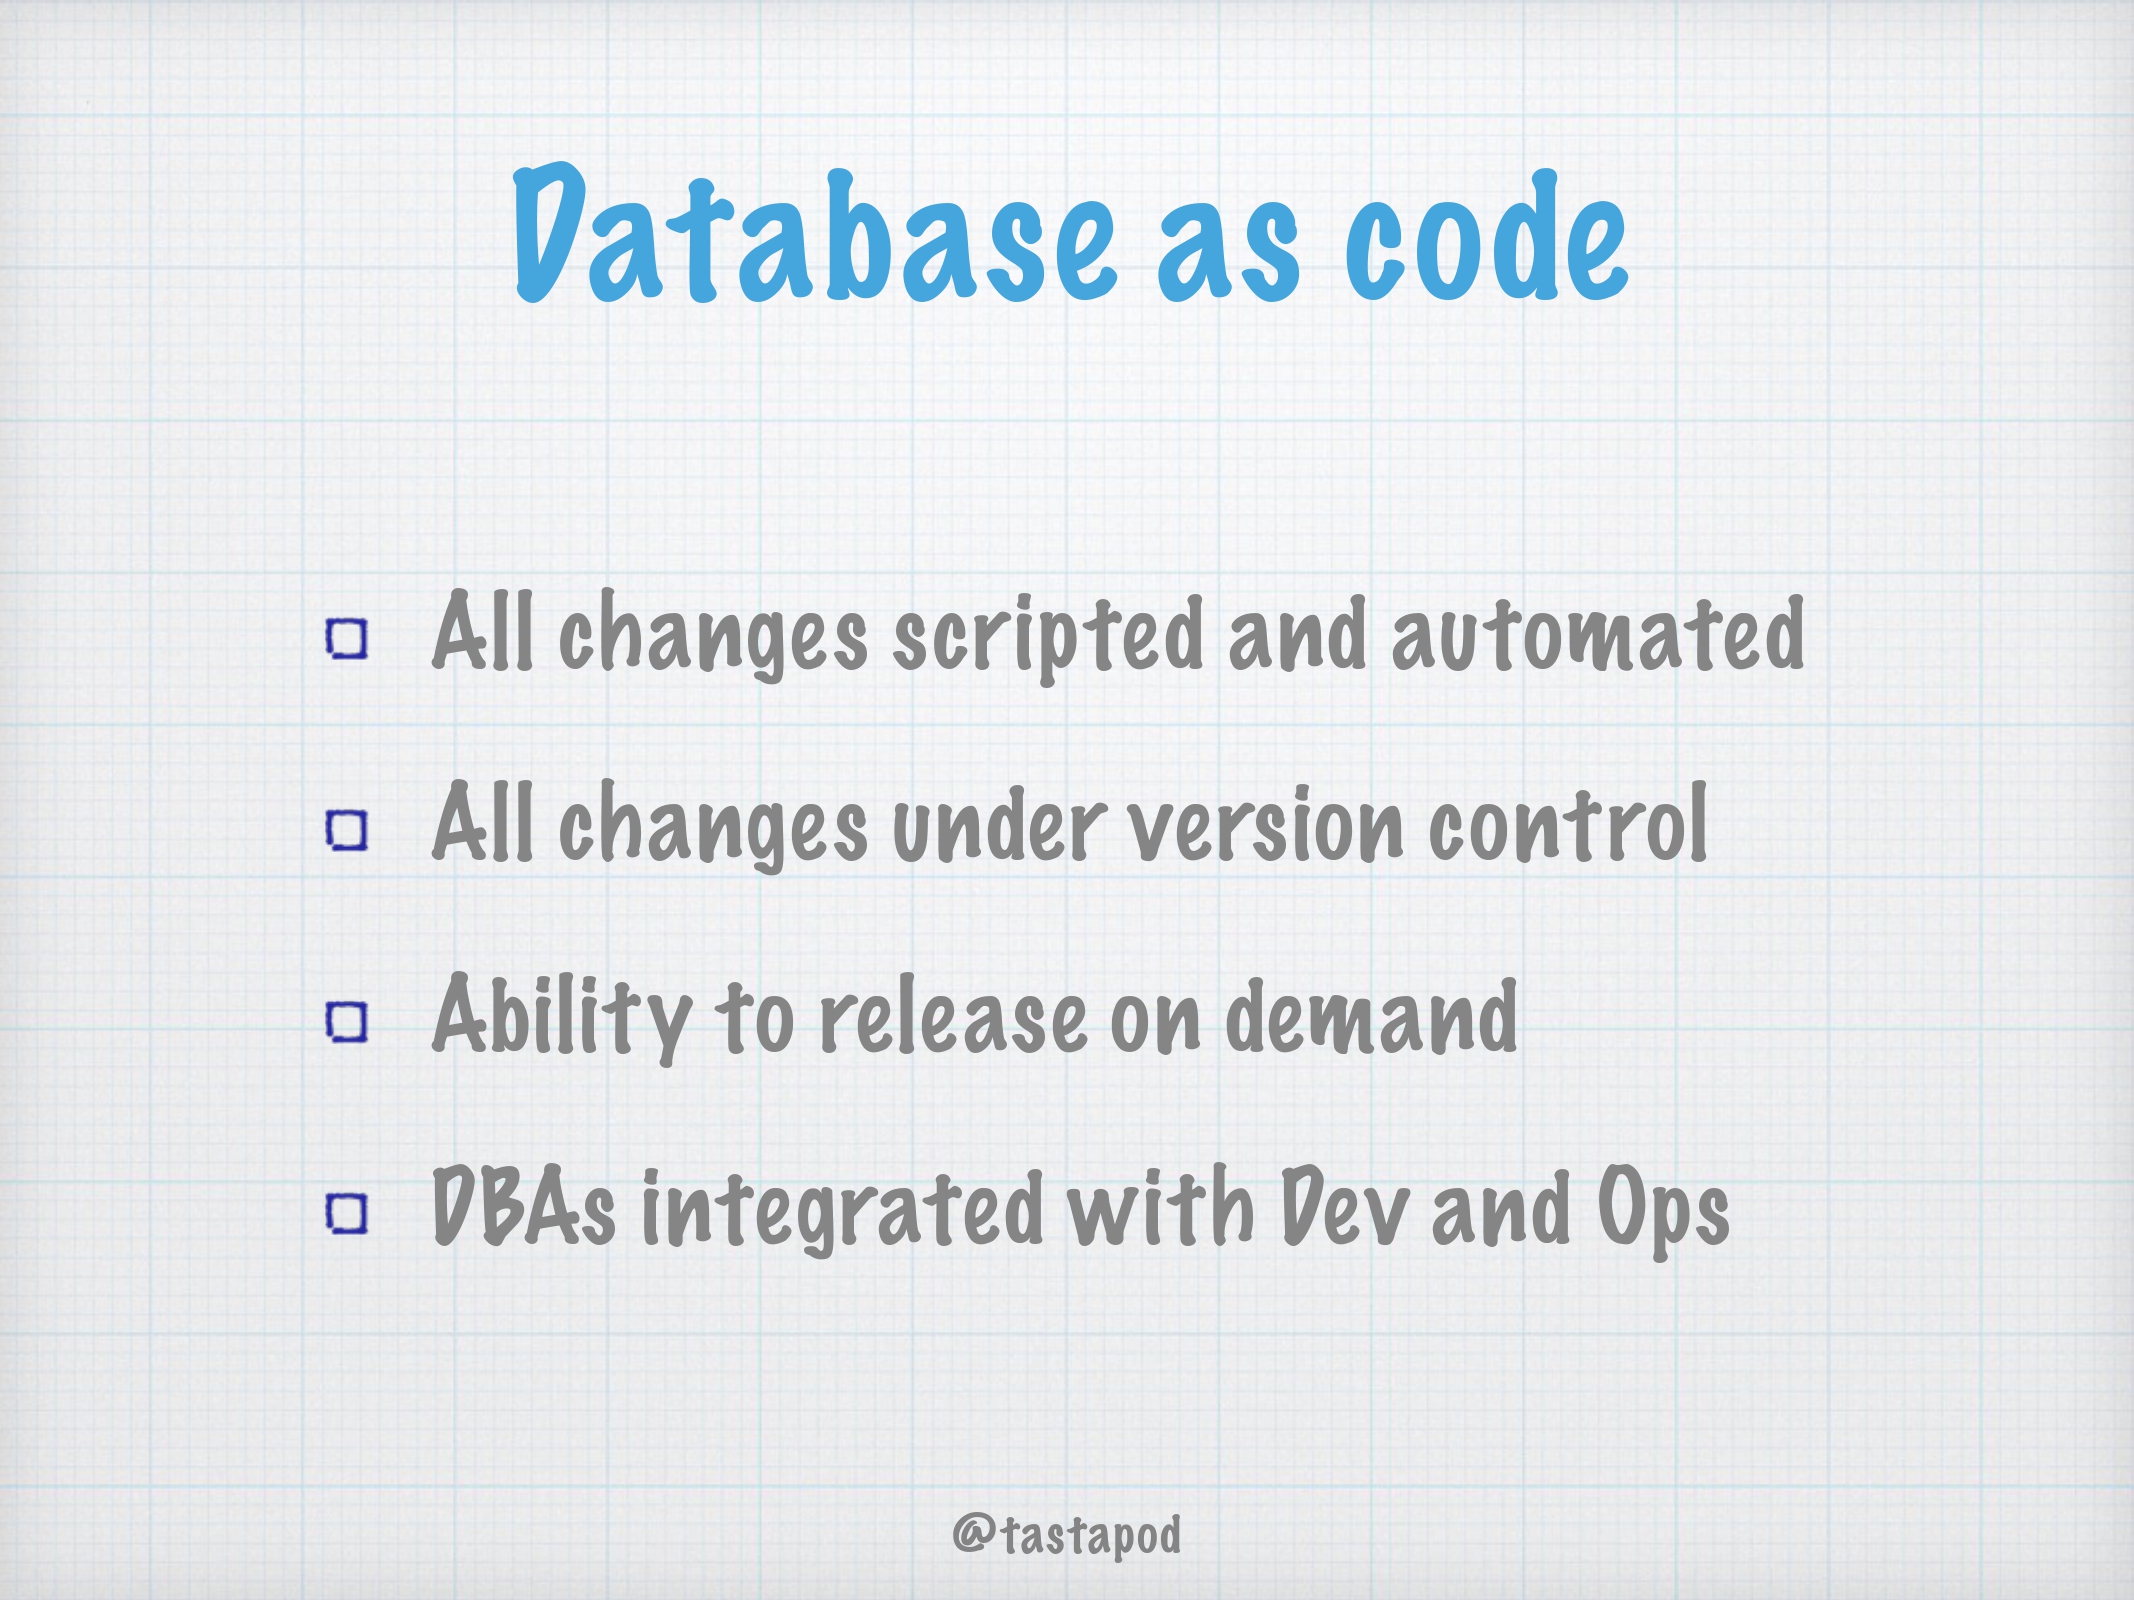 Database as code
All changes scripted and automated
All changes under version control
Ability to release on demand
DBAs integrated with Dev and Ops
@tastapod